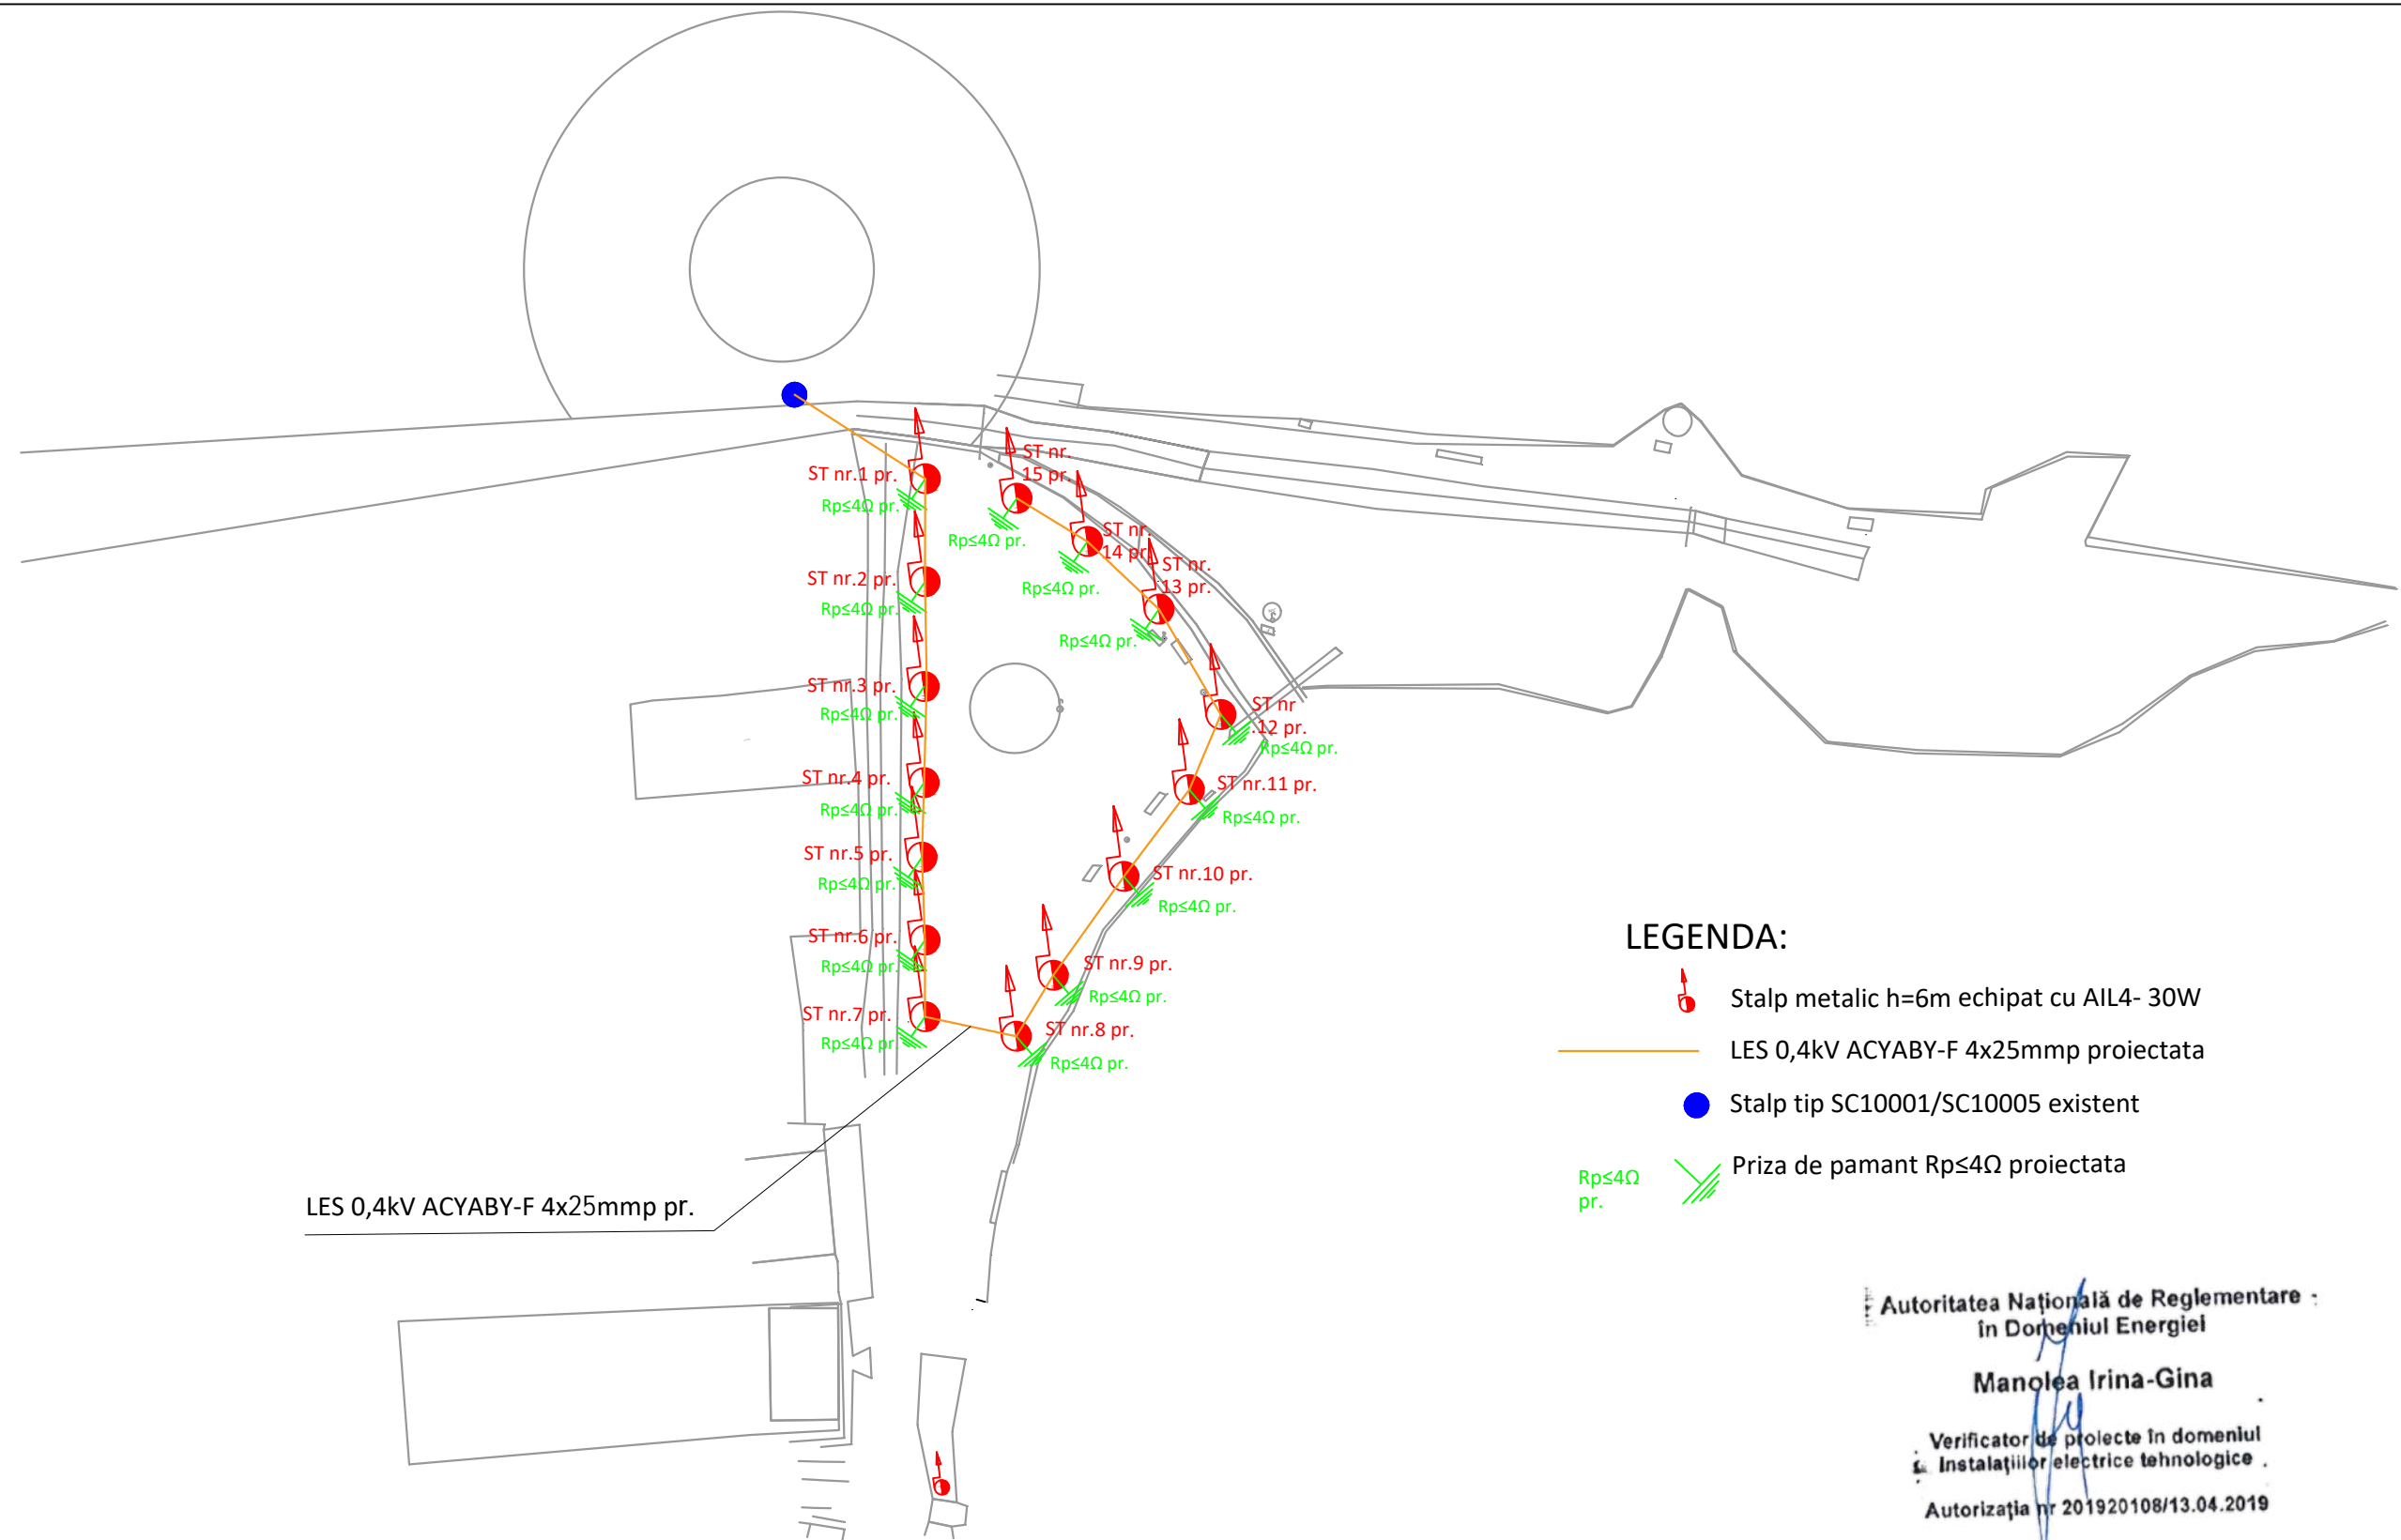 ST nr.1 pr.
Rp≤4Ω pr.
ST nr.
15 pr.
Rp≤4Ω pr.
ST nr.
14 pr.
Rp≤4Ω pr.
ST nr.
13 pr.
Rp≤4Ω pr.
ST nr.2 pr.
Rp≤4Ω pr.
ST nr.3 pr.
Rp≤4Ω pr.
ST nr
.12 pr.
Rp≤4Ω pr.
ST nr.4 pr.
Rp≤4Ω pr.
ST nr.11 pr.
Rp≤4Ω pr.
ST nr.5 pr.
Rp≤4Ω pr.
ST nr.10 pr.
Rp≤4Ω pr.
ST nr.6 pr.
Rp≤4Ω pr.
ST nr.9 pr.
Rp≤4Ω pr.
ST nr.7 pr.
Rp≤4Ω pr.
ST nr.8 pr.
Rp≤4Ω pr.
LES 0,4kV ACYABY-F 4x25mmp pr.
LEGENDA:
Stalp metalic h=6m echipat cu AIL4- 30W
LES 0,4kV ACYABY-F 4x25mmp proiectata
Stalp tip SC10001/SC10005 existent
Rp≤4Ω
pr.
Priza de pamant Rp≤4Ω proiectata
Autoritatea Națională de Reglementare
în Domeniul Energiei
Manolea Irina-Gina
Verificator de proiecte în domeniul
Instalațiilor electrice tehnologice
Autorizația nr 201920108/13.04.2019